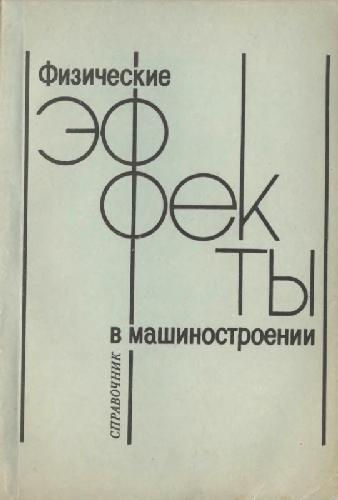 Физические
ЭФ
ФЕК
ТЫ
в машиностроении
СПРАВОЧНИК